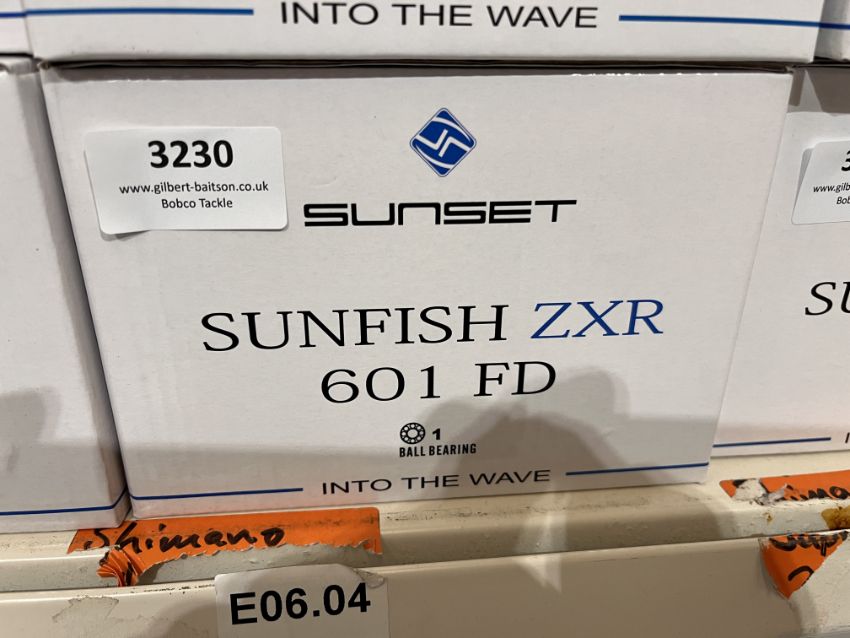 INTO THE WAVE
3230
www.gilbert-baitson.co.uk
Bobco Tackle
SUNSET
SUNFISH ZXR
601 FD
1
BALL BEARING
INTO THE WAVE
Shimano
E06.04